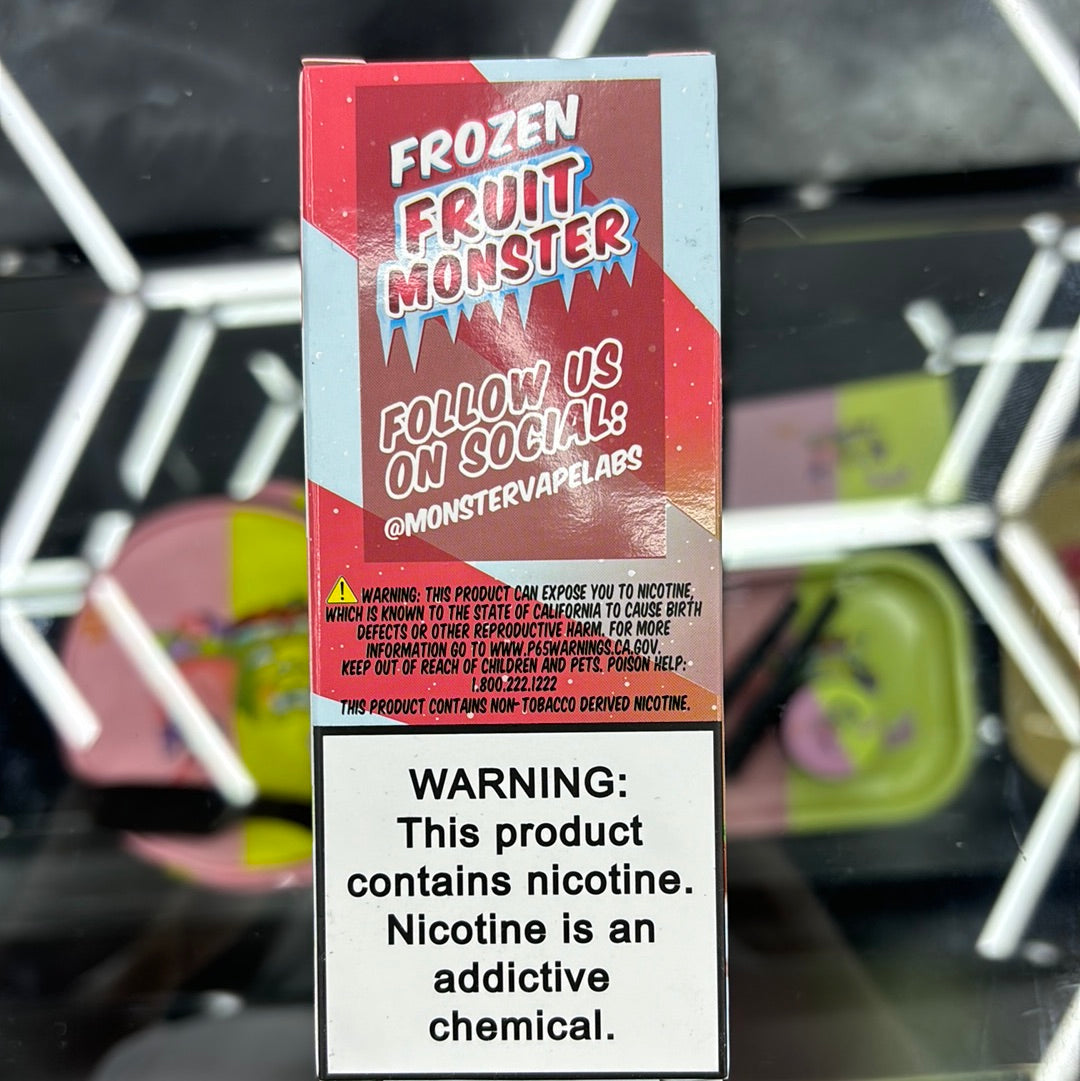 FROZEN
FRUIT
MONSTER
FOLLOW US
ON SOCIAL:
@MONSTERVAPELABS
WARNING: THIS PRODUCT CAN EXPOSE YOU TO NICOTINE,
WHICH IS KNOWN TO THE STATE OF CALIFORNIA TO CAUSE BIRTH
DEFECTS OR OTHER REPRODUCTIVE HARM. FOR MORE
INFORMATION GO TO WWW.P65WARNINGS.CA.GOV.
KEEP OUT OF REACH OF CHILDREN AND PETS. POISON HELP:
1.800.222.1222
THIS PRODUCT CONTAINS NON-TOBACCO DERIVED NICOTINE.
WARNING:
This product
contains nicotine.
Nicotine is an
addictive
chemical.